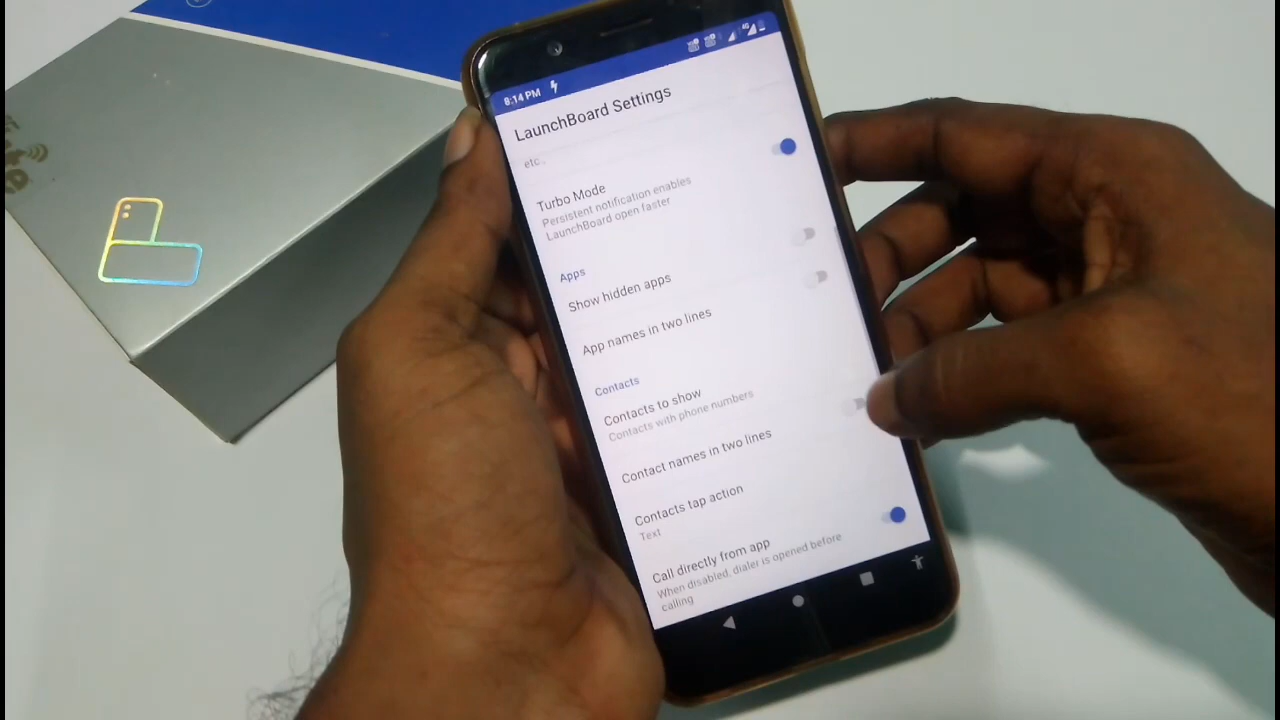 8:14 PM
4G
LaunchBoard Settings
etc.,
Turbo Mode
Persistent notification enables
LaunchBoard open faster
Apps
Show hidden apps
App names in two lines
Contacts
Contacts to show
Contacts with phone numbers
Contact names in two lines
Contacts tap action
Text
Call directly from app
When disabled, dialer is opened before
calling